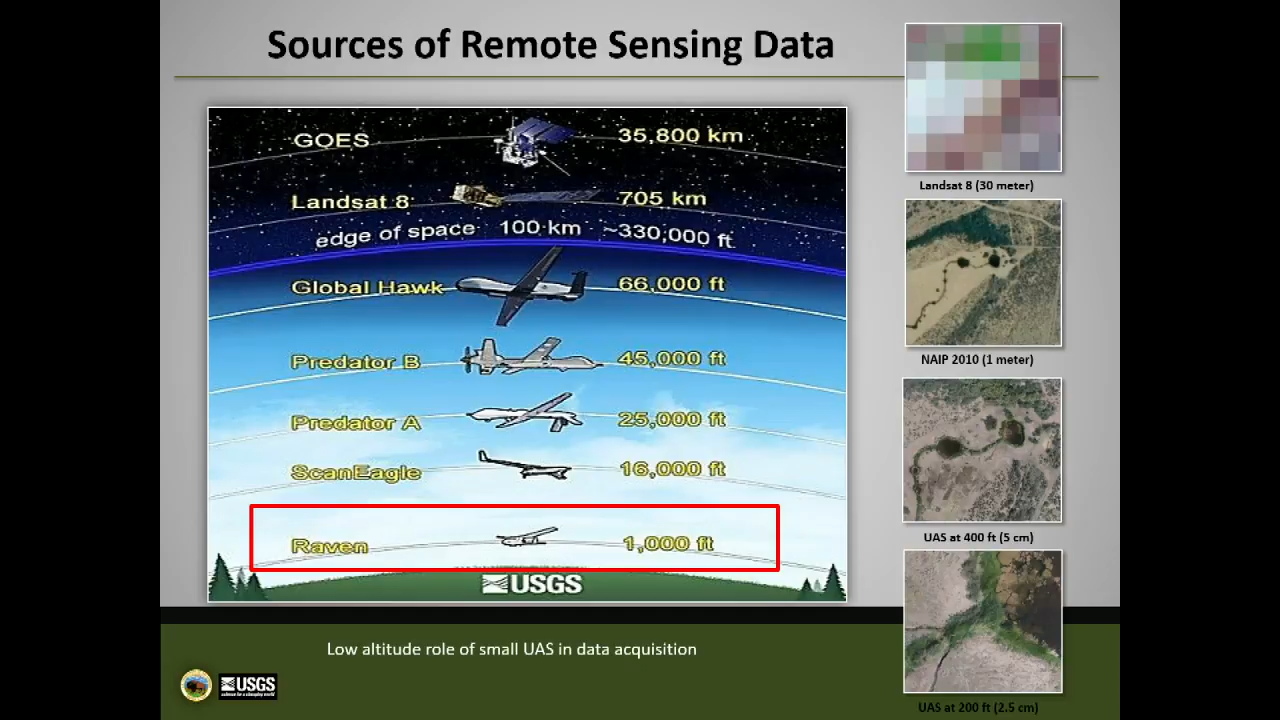 Sources of Remote Sensing Data
GOES 35,800 km
Landsat 8 705 km
edge of space 100 km ~330,000 ft
Global Hawk 66,000 ft
Predator B 45,000 ft
Predator A 25,000 ft
ScanEagle 16,000 ft
Raven 1,000 ft
USGS
Landsat 8 (30 meter)
NAIP 2010 (1 meter)
UAS at 400 ft (5 cm)
UAS at 200 ft (2.5 cm)
Low altitude role of small UAS in data acquisition
USGS
science for a changing world